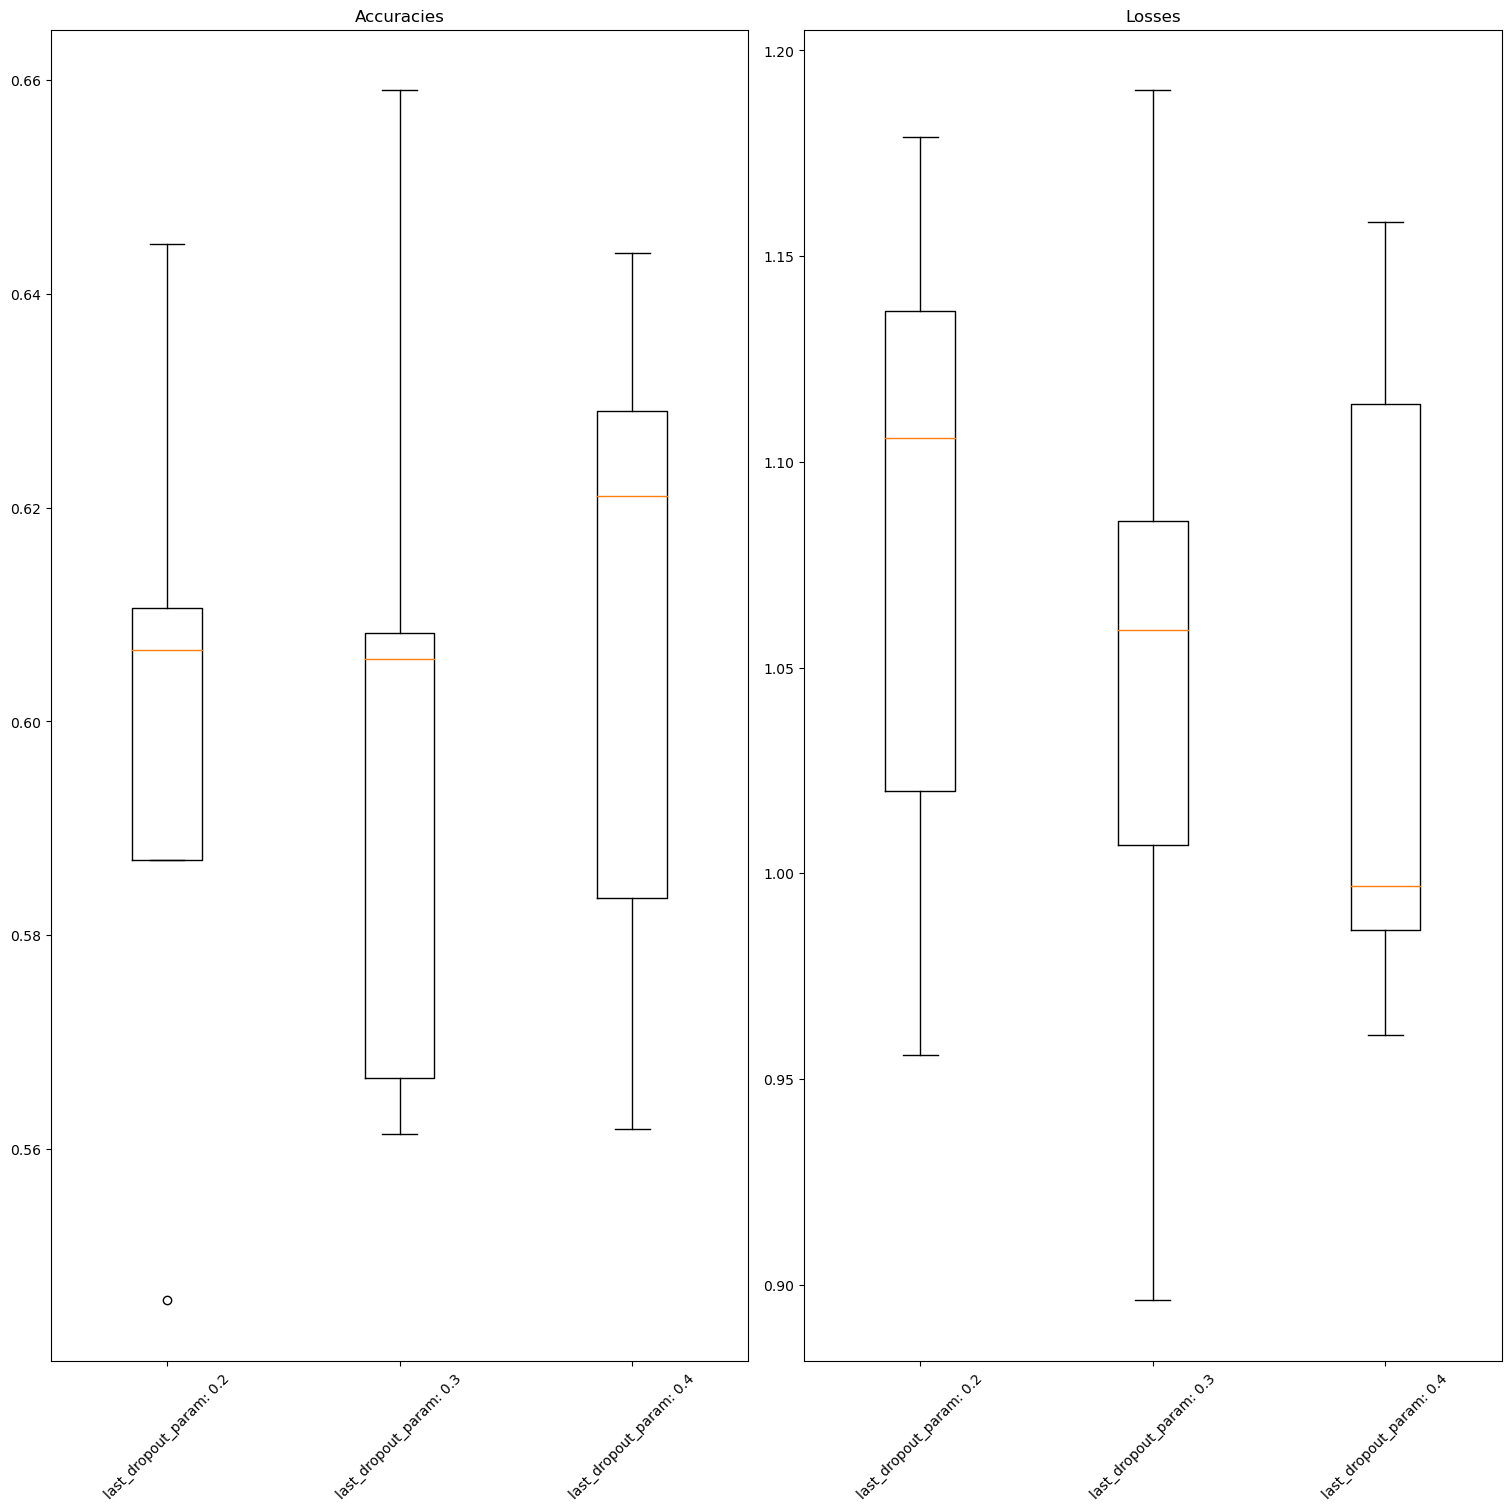 Accuracies
0.66
0.64
0.62
0.60
0.58
0.56
last_dropout_param: 0.2
last_dropout_param: 0.3
last_dropout_param: 0.4
Losses
1.20
1.15
1.10
1.05
1.00
0.95
0.90
last_dropout_param: 0.2
last_dropout_param: 0.3
last_dropout_param: 0.4